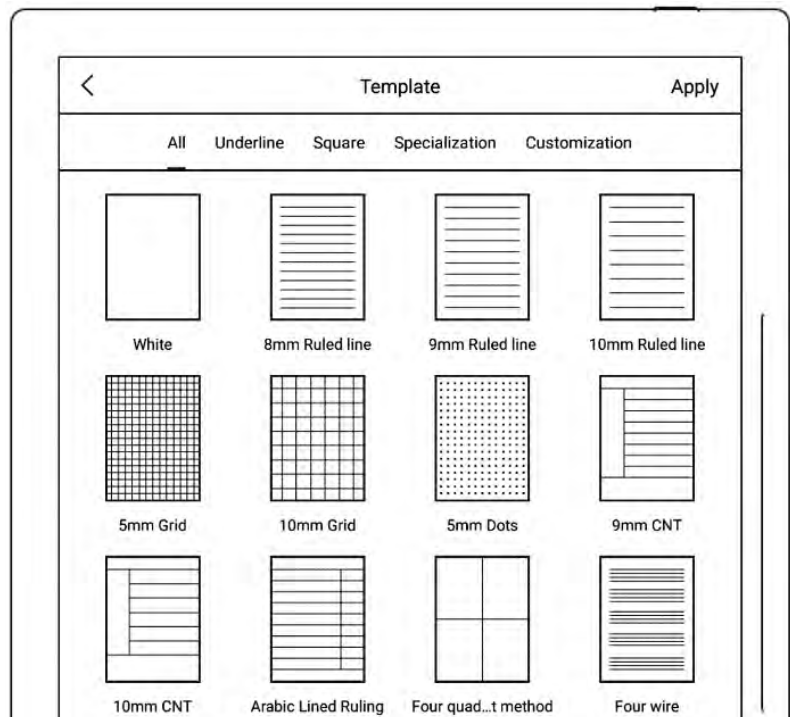 Template Apply
All Underline Square Specialization Customization
White 8mm Ruled line 9mm Ruled line 10mm Ruled line
5mm Grid 10mm Grid 5mm Dots 9mm CNT
10mm CNT Arabic Lined Ruling Four quad...t method Four wire